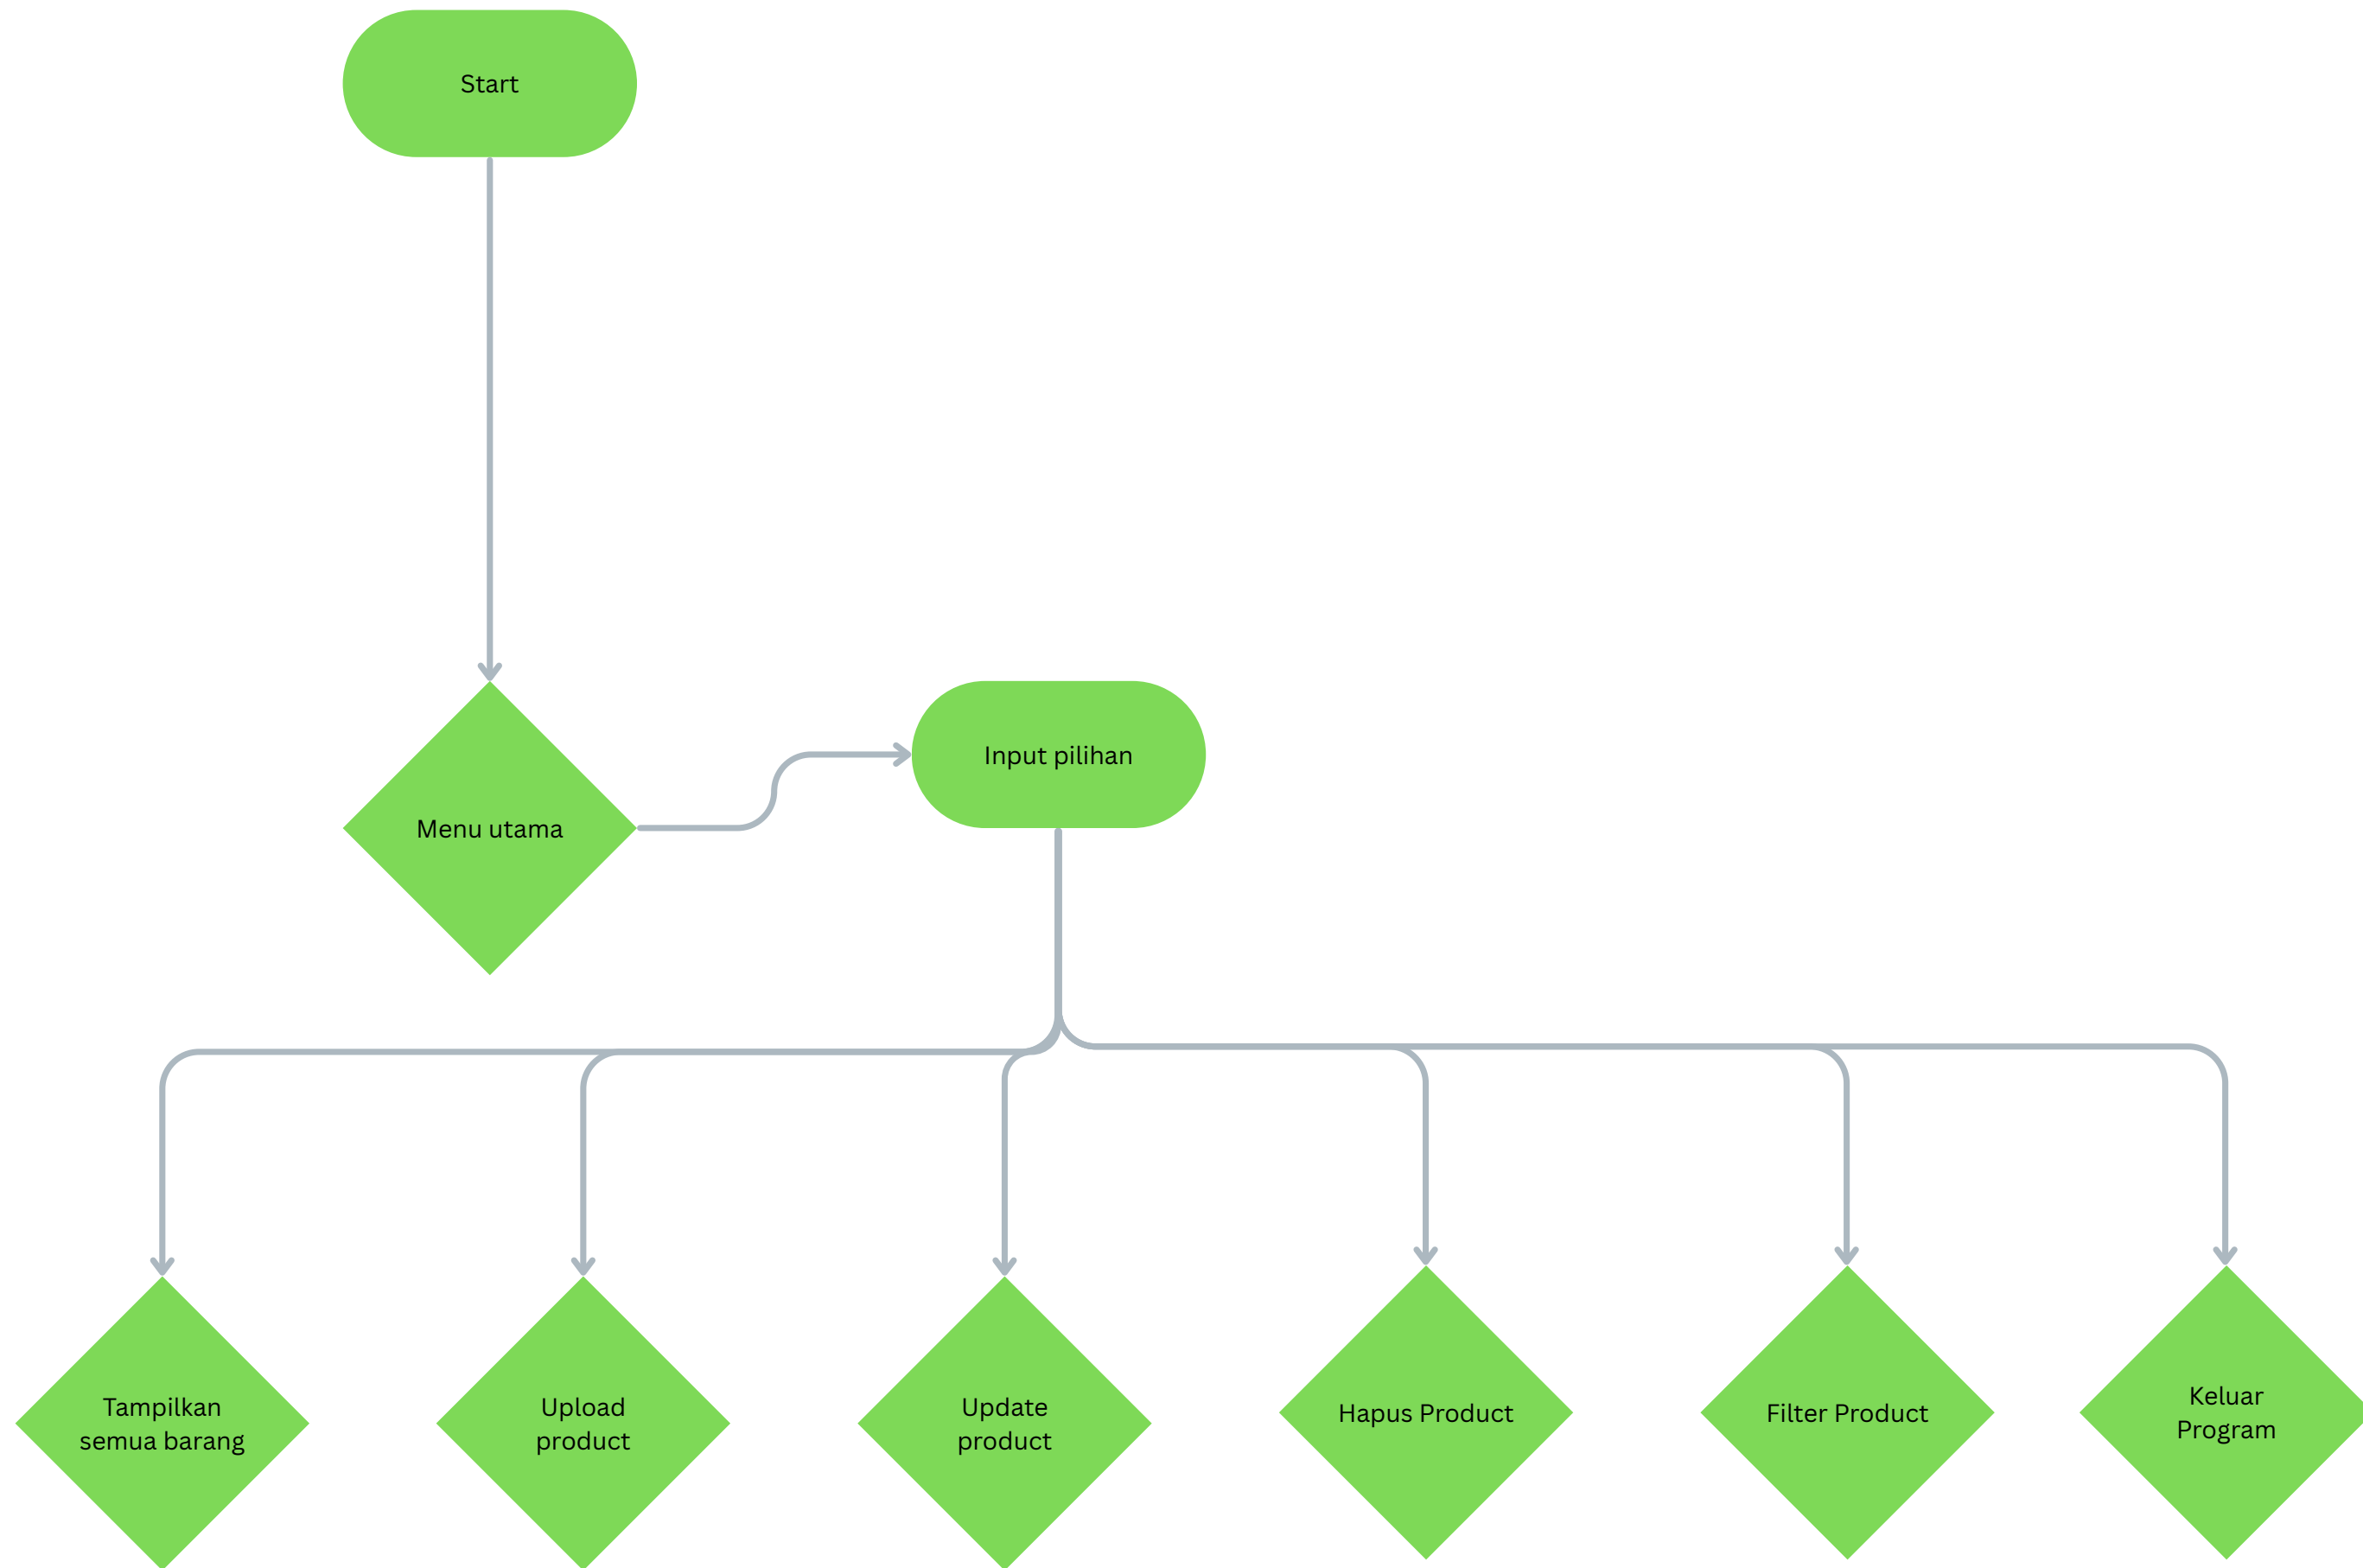 Start
Input pilihan
Menu utama
Tampilkan
semua barang
Upload
product
Update
product
Hapus Product
Filter Product
Keluar
Program